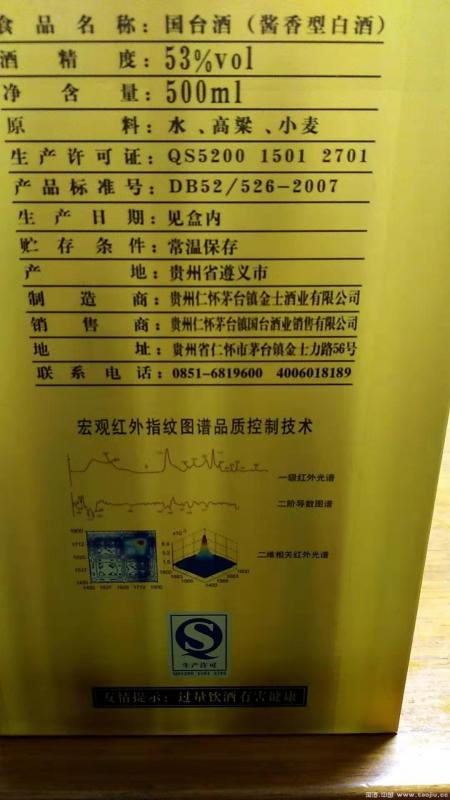 食品名称：国台酒（酱香型白酒）
酒精度：53%vol
净含量：500ml
原料：水、高粱、小麦
生产许可证：QS5200 1501 2701
产品标准号：DB52/526-2007
生产日期：见盒内
贮存条件：常温保存
产地：贵州省遵义市
制造商：贵州仁怀茅台镇金士酒业有限公司
销售商：贵州仁怀茅台镇国台酒业销售有限公司
地址：贵州省仁怀市茅台镇金士力路56号
联系电话：0851-6819600 4006018189
宏观红外指纹图谱品质控制技术
一级红外光谱
二阶导数图谱
二维相关红外光谱
生产许可
QS5200 1501 2701
友情提示：过量饮酒有害健康
www.taojiu.cc